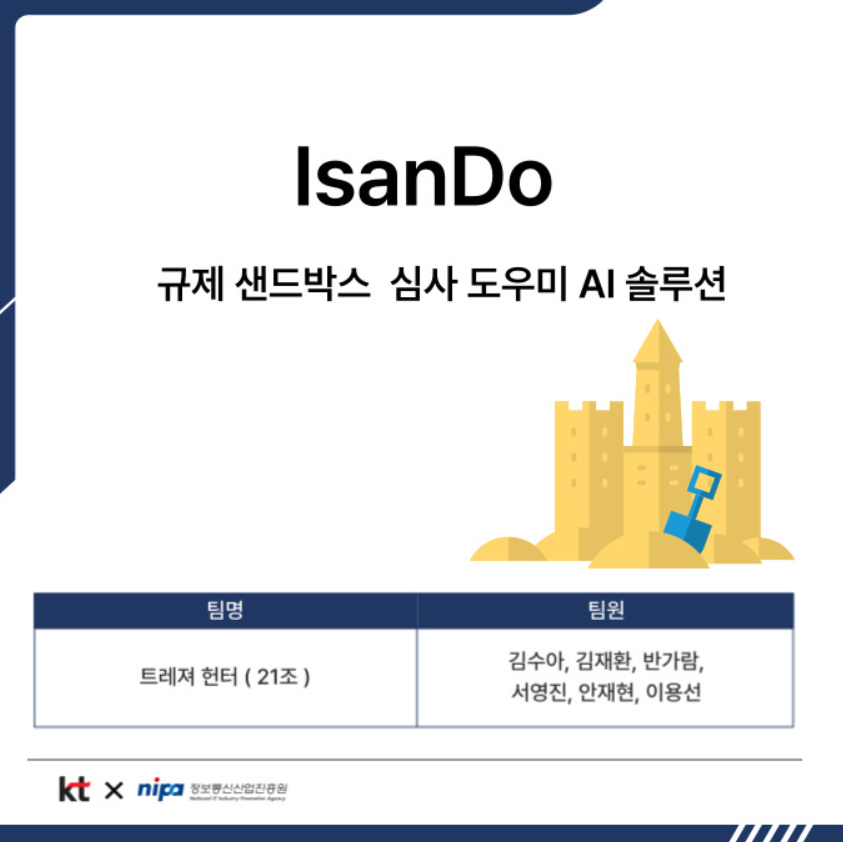 IsanDo
규제 샌드박스 심사 도우미 AI 솔루션
팀명
팀원
트레져 헌터 ( 21조 )
김수아, 김재환, 반가람,
서영진, 안재현, 이용선
kt × nipa 정보통신산업진흥원
National IT Industry Promotion Agency